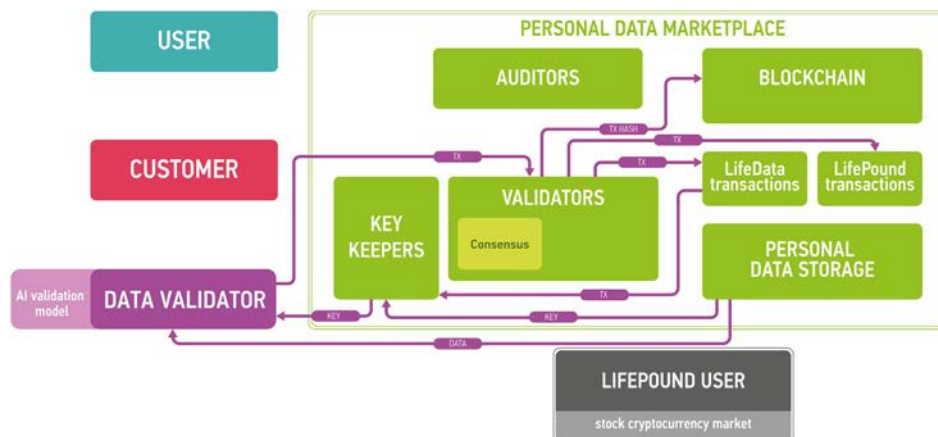 PERSONAL DATA MARKETPLACE
USER
AUDITORS
BLOCKCHAIN
TX HASH
TX
CUSTOMER
TX
TX
LifeData
transactions
LifePound
transactions
VALIDATORS
Consensus
KEY
KEEPERS
PERSONAL
DATA STORAGE
AI validation
model
DATA VALIDATOR
TX
KEY
KEY
DATA
LIFEPOUND USER
stock cryptocurrency market